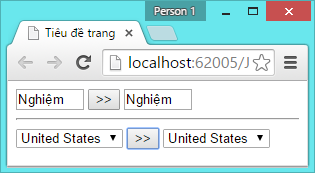 Person 1
Tiêu đề trang
localhost:62005/J
Nghiệm >> Nghiệm
United States >> United States